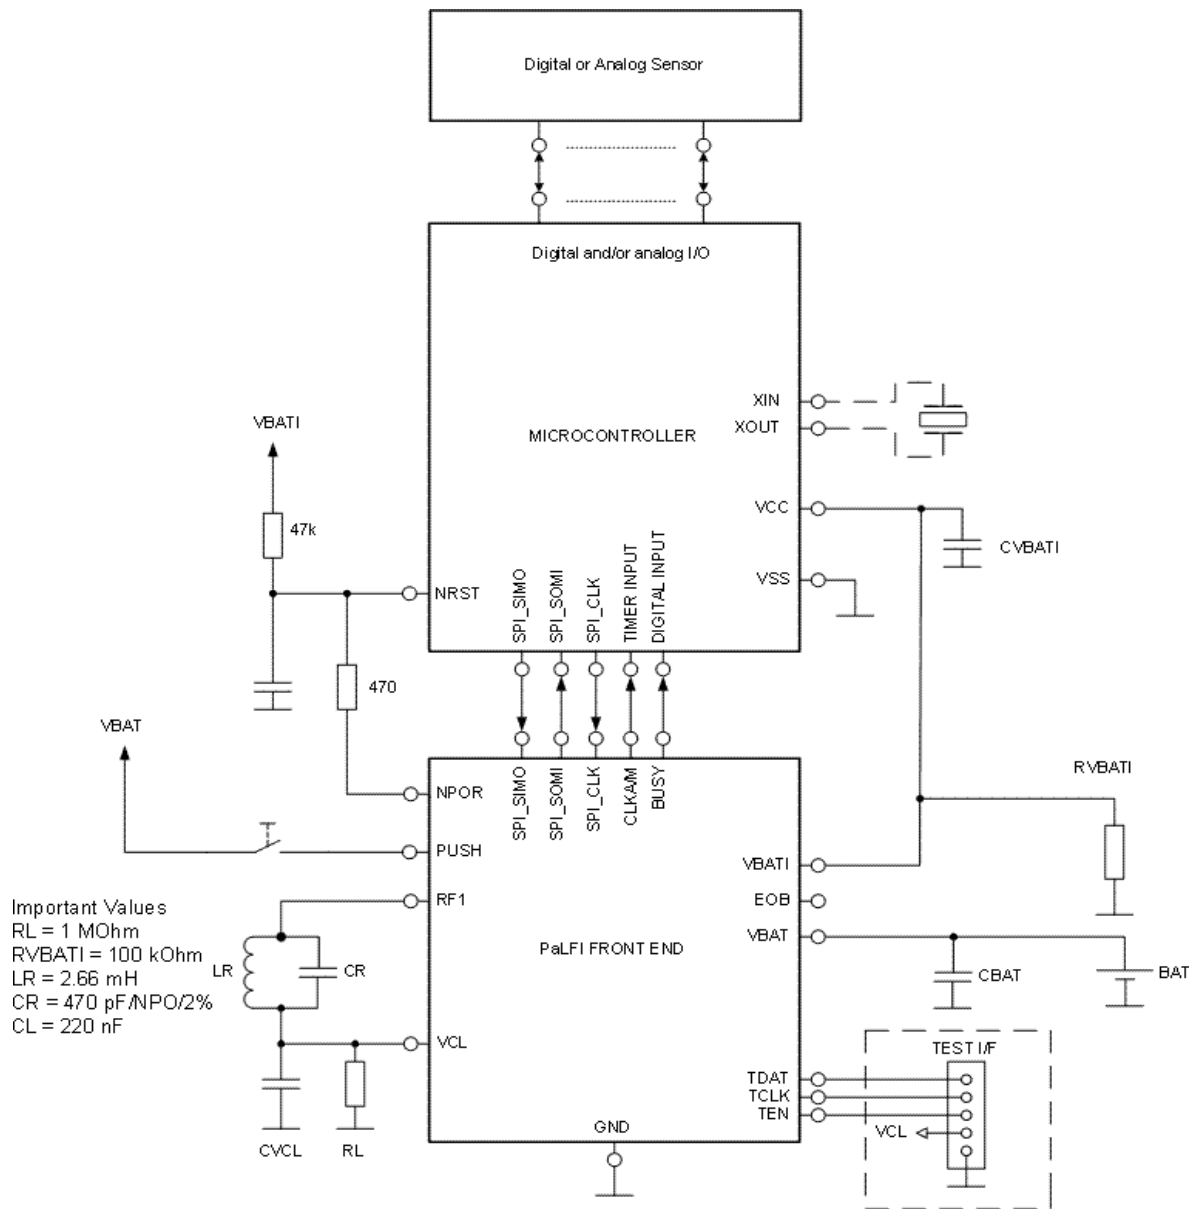 Digital or Analog Sensor
Digital and/or analog I/O
XIN
XOUT
MICROCONTROLLER
VBATI
47k
VCC
CVBATI
VSS
NRST
SPI_SIMO
SPI_SOMI
SPI_CLK
TIMER INPUT
DIGITAL INPUT
470
VBAT
RVBATI
NPOR
SPI_SIMO
SPI_SOMI
SPI_CLK
CLKA/M
BUSY
PUSH
VBATI
RF1
EOB
VBAT
PaLFI FRONT END
Important Values
RL = 1 MOhm
RVBATI = 100 kOhm
LR = 2.66 mH
CR = 470 pF/NPO/2%
CL = 220 nF
LR
CR
CBAT
BAT
VCL
TEST I/F
TDAT
TCLK
TEN
VCL
GND
CVCL
RL